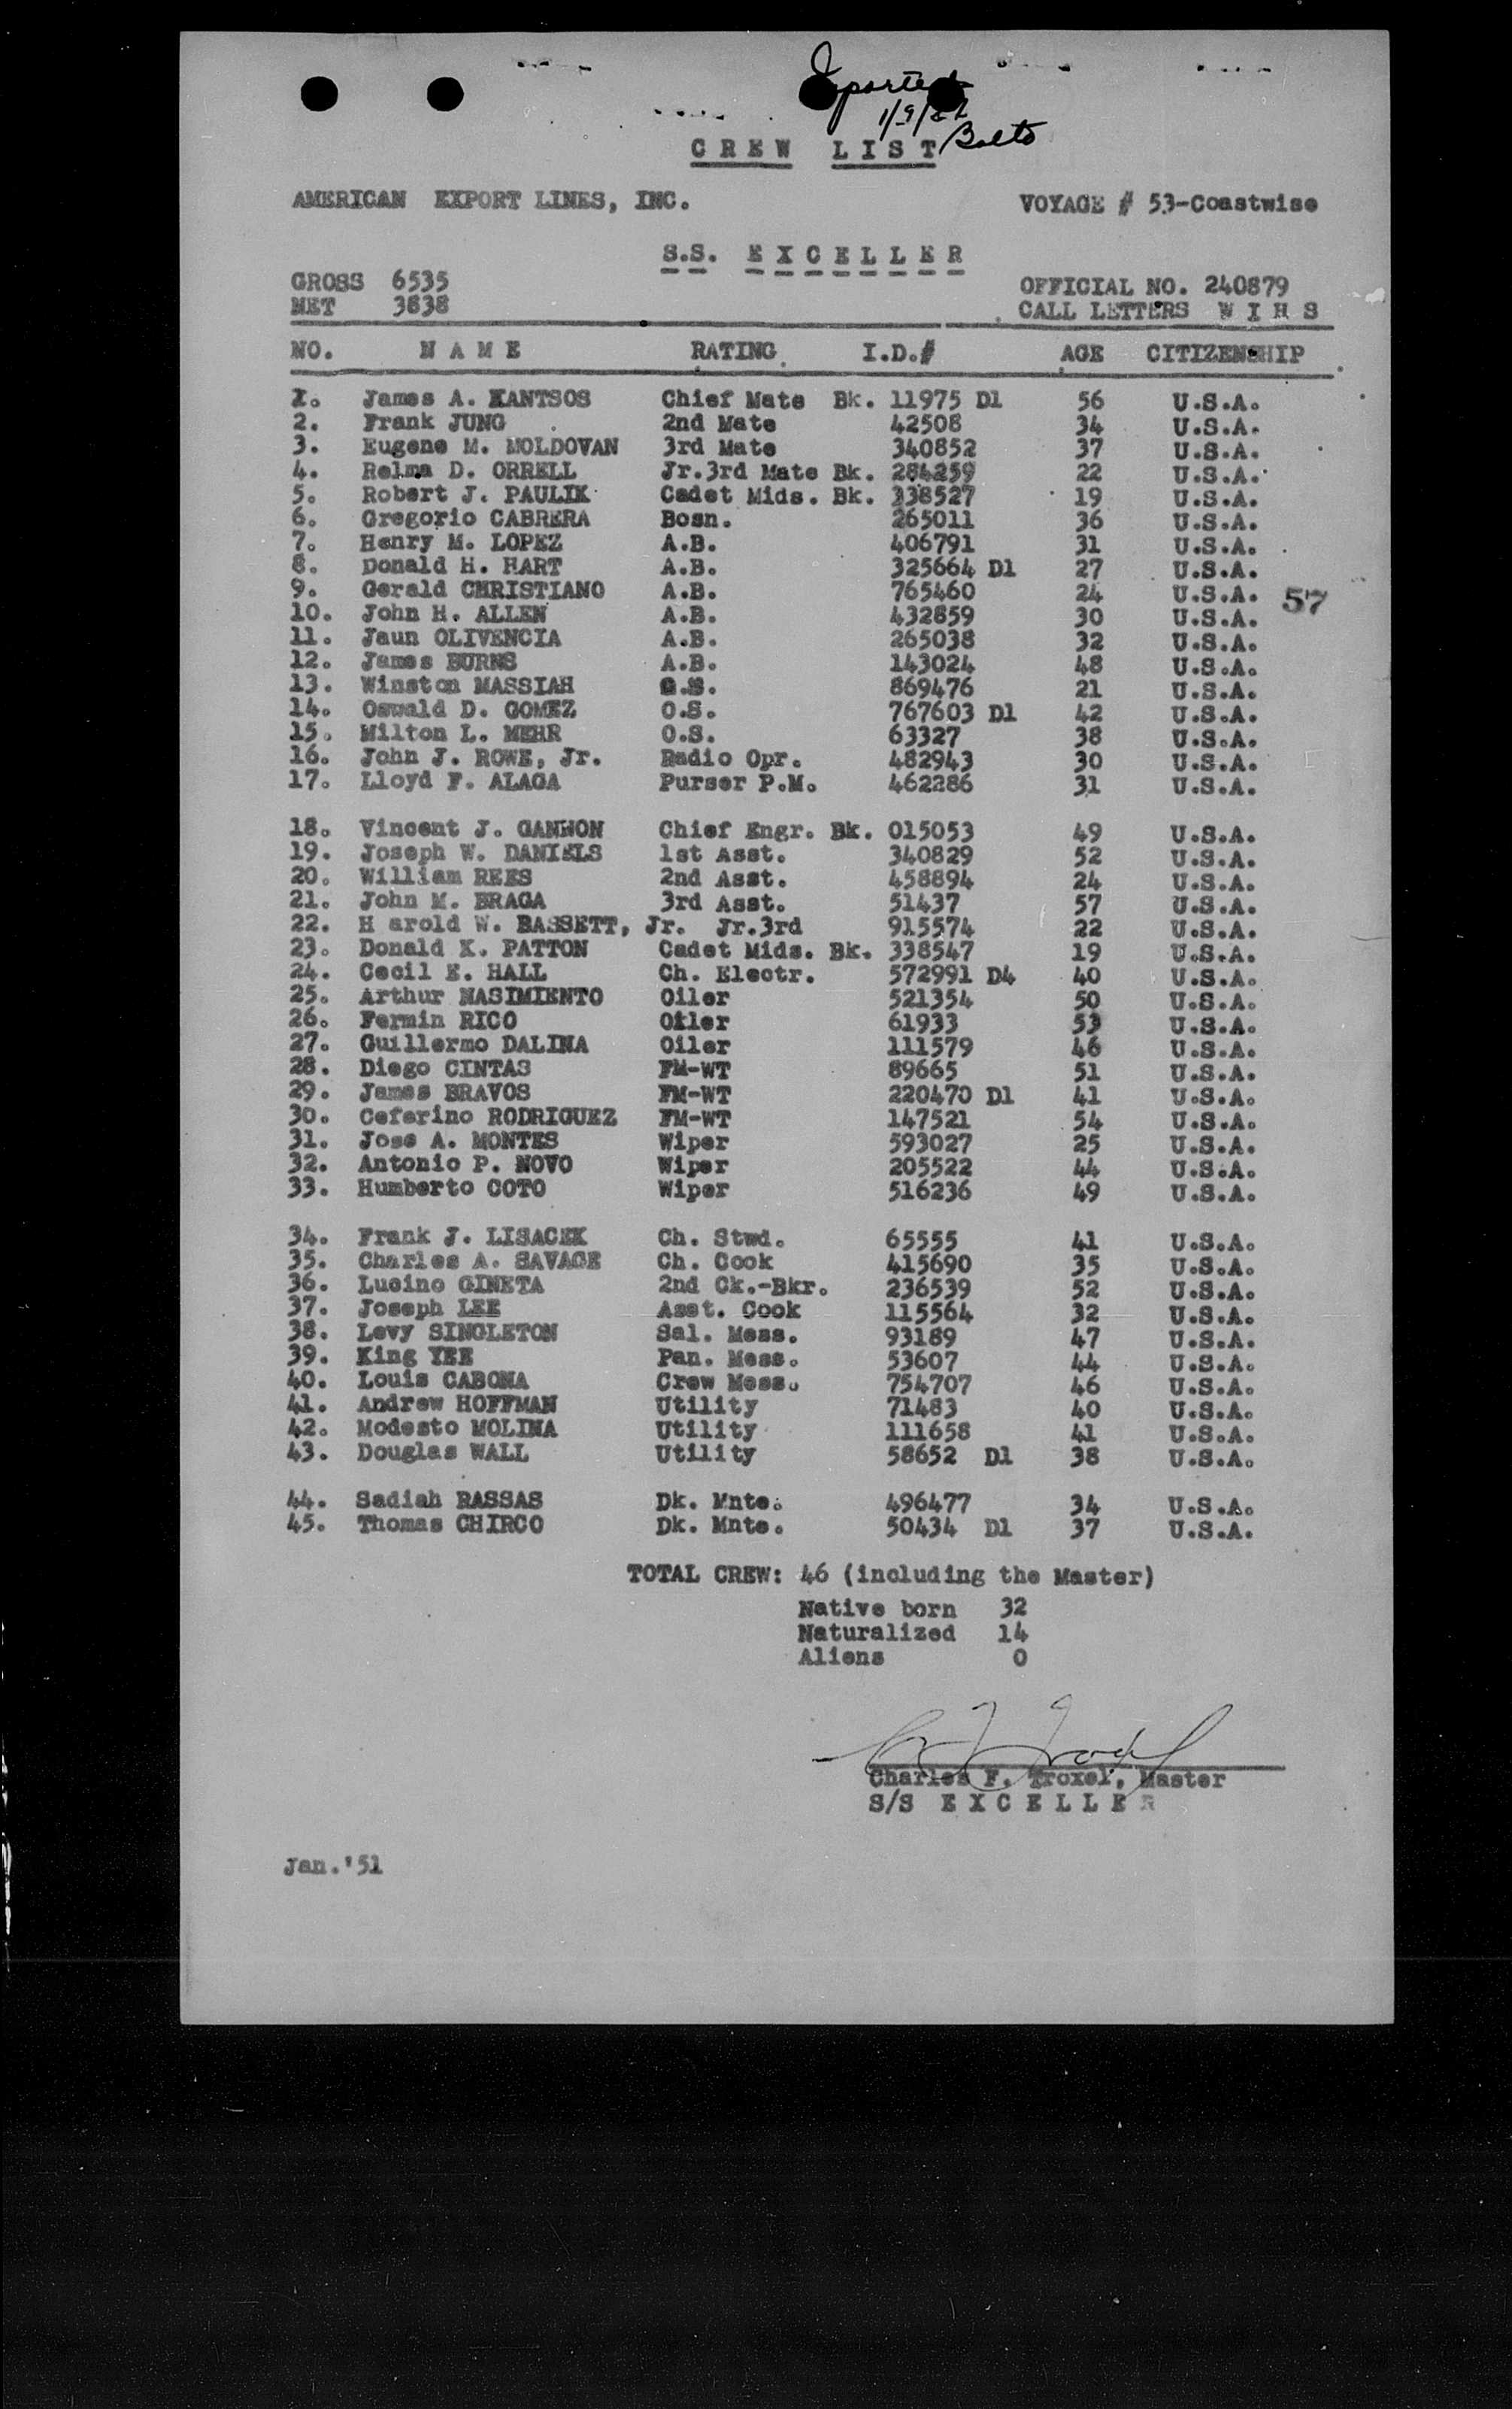 Reported
1/9/52
Balto
CREW LIST
AMERICAN EXPORT LINES, INC. VOYAGE # 53-Coastwise
S.S. EXCELLER
GROSS 6535 OFFICIAL NO. 240879
NET 3838 CALL LETTERS W I H S
NO. NAME RATING I.D.# AGE CITIZENSHIP
1. James A. KANTSOS Chief Mate Bk. 11975 D1 56 U.S.A.
2. Frank JUNG 2nd Mate 42508 34 U.S.A.
3. Eugene M. MOLDOVAN 3rd Mate 340852 37 U.S.A.
4. Relma D. ORRELL Jr.3rd Mate Bk. 284259 22 U.S.A.
5. Robert J. PAULIK Cadet Mids. Bk. 338527 19 U.S.A.
6. Gregorio CABRERA Bosn. 265011 36 U.S.A.
7. Henry M. LOPEZ A.B. 406791 31 U.S.A.
8. Donald H. HART A.B. 325664 D1 27 U.S.A.
9. Gerald CHRISTIANO A.B. 765460 24 U.S.A. 57
10. John H. ALLEN A.B. 432859 30 U.S.A.
11. Jaun OLIVENCIA A.B. 265038 32 U.S.A.
12. James BURNS A.B. 143024 48 U.S.A.
13. Winston MASSIAH O.S. 869476 21 U.S.A.
14. Oswald D. GOMEZ O.S. 767603 D1 42 U.S.A.
15. Milton L. MEHR O.S. 63327 38 U.S.A.
16. John J. ROWE, Jr. Radio Opr. 482943 30 U.S.A.
17. Lloyd F. ALAGA Purser P.M. 462286 31 U.S.A.
18. Vincent J. GANNON Chief Engr. Bk. 015053 49 U.S.A.
19. Joseph W. DANIELS 1st Asst. 340829 52 U.S.A.
20. William REES 2nd Asst. 458894 24 U.S.A.
21. John M. BRAGA 3rd Asst. 51437 57 U.S.A.
22. H arold W. BASSETT, Jr. Jr.3rd 915574 22 U.S.A.
23. Donald K. PATTON Cadet Mids. Bk. 338547 19 U.S.A.
24. Cecil E. HALL Ch. Electr. 572991 D4 40 U.S.A.
25. Arthur NASIMIENTO Oiler 521354 50 U.S.A.
26. Fermin RICO Oiler 61933 53 U.S.A.
27. Guillermo DALINA Oiler 111579 46 U.S.A.
28. Diego CINTAS FM-WT 89665 51 U.S.A.
29. James BRAVOS FM-WT 220470 D1 41 U.S.A.
30. Ceferino RODRIGUEZ FM-WT 147521 54 U.S.A.
31. Jose A. MONTES Wiper 593027 25 U.S.A.
32. Antonio P. NOVO Wiper 205522 44 U.S.A.
33. Humberto COTO Wiper 516236 49 U.S.A.
34. Frank J. LISACEK Ch. Stwd. 65555 41 U.S.A.
35. Charles A. SAVAGE Ch. Cook 415690 35 U.S.A.
36. Lucino GINETA 2nd Ck.-Bkr. 236539 52 U.S.A.
37. Joseph LEE Asst. Cook 115564 32 U.S.A.
38. Levy SINGLETON Sal. Mess. 93189 47 U.S.A.
39. King YEE Pan. Mess. 53607 44 U.S.A.
40. Louis CABONA Crew Mess. 754707 46 U.S.A.
41. Andrew HOFFMAN Utility 71483 40 U.S.A.
42. Modesto MOLINA Utility 111658 41 U.S.A.
43. Douglas WALL Utility 58652 D1 38 U.S.A.
44. Sadiah RASSAS Dk. Mnte. 496477 34 U.S.A.
45. Thomas CHIRCO Dk. Mnte. 50434 D1 37 U.S.A.
TOTAL CREW: 46 (including the Master)
Native born 32
Naturalized 14
Aliens 0
Charles F. Troxel, Master
S/S EXCELLER
Jan.'51